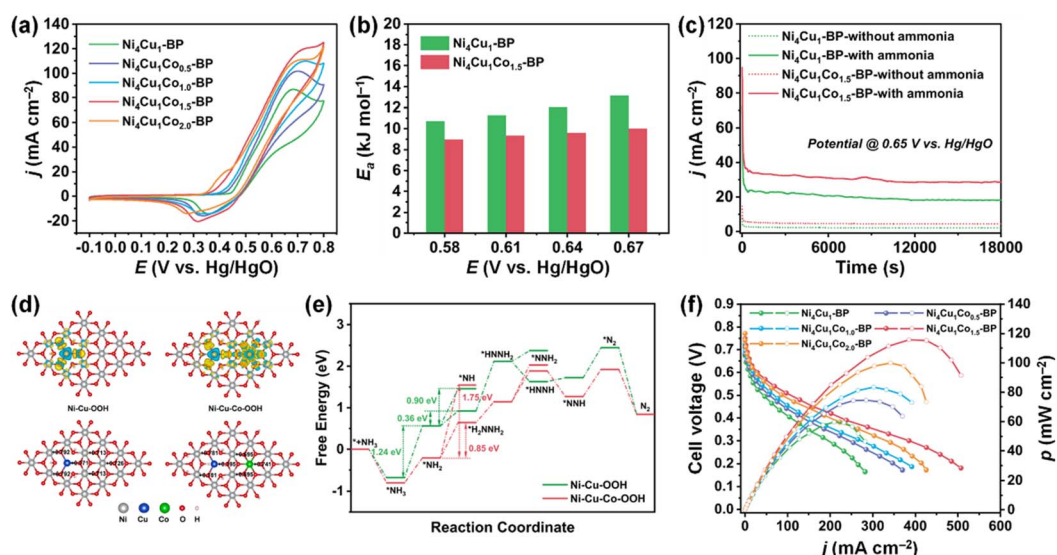 (a)
Ni4Cu1-BP
Ni4Cu1Co0.5-BP
Ni4Cu1Co1.0-BP
Ni4Cu1Co1.5-BP
Ni4Cu1Co2.0-BP
j (mA cm−2)
140
120
100
80
60
40
20
0
-20
-0.1 0.0 0.1 0.2 0.3 0.4 0.5 0.6 0.7 0.8
E (V vs. Hg/HgO)
(b)
Ni4Cu1-BP
Ni4Cu1Co1.5-BP
Ea (kJ mol−1)
20
18
16
14
12
10
8
6
4
2
0
0.58 0.61 0.64 0.67
E (V vs. Hg/HgO)
(c)
Ni4Cu1-BP-without ammonia
Ni4Cu1-BP-with ammonia
Ni4Cu1Co1.5-BP-without ammonia
Ni4Cu1Co1.5-BP-with ammonia
Potential @ 0.65 V vs. Hg/HgO
j (mA cm−2)
120
100
80
60
40
20
0
0 6000 12000 18000
Time (s)
(d)
Ni-Cu-OOH Ni-Cu-Co-OOH
Ni Cu Co O H
(e)
Free Energy (eV)
3
2
1
0
-1
*+NH3
*NH3
1.24 eV
0.36 eV
0.90 eV
*NH2
*NH
1.75 eV
*H2NNH2
0.85 eV
*HNNH2
*NNH2
*HNNH
*NNH
*N2
N2
Ni-Cu-OOH
Ni-Cu-Co-OOH
Reaction Coordinate
(f)
Ni4Cu1-BP Ni4Cu1Co0.5-BP
Ni4Cu1Co1.0-BP Ni4Cu1Co1.5-BP
Ni4Cu1Co2.0-BP
Cell voltage (V)
0.9
0.8
0.7
0.6
0.5
0.4
0.3
0.2
0.1
0.0
p (mW cm−2)
140
120
100
80
60
40
20
0
0 100 200 300 400 500 600
j (mA cm−2)